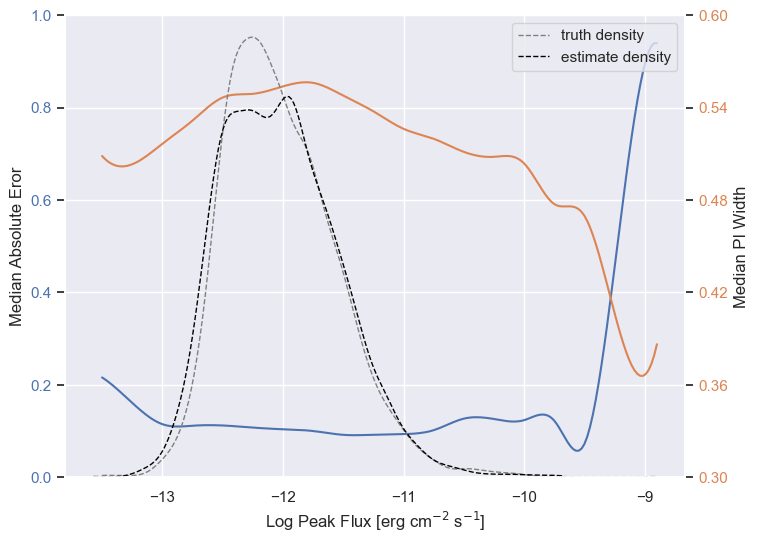 truth density
estimate density
Median Absolute Eror
1.0
0.8
0.6
0.4
0.2
0.0
0.60
0.54
0.48
0.42
0.36
0.30
Median PI Width
−13 −12 −11 −10 −9
Log Peak Flux [erg cm⁻² s⁻¹]